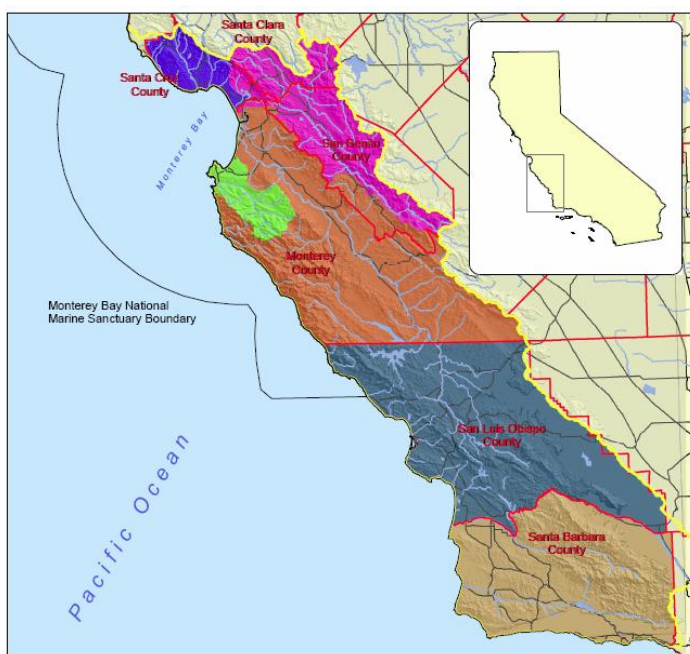 Santa Clara
County
Santa Cruz
County
Monterey Bay
San Benito
County
Monterey
County
Monterey Bay National
Marine Sanctuary Boundary
San Luis Obispo
County
Pacific Ocean
Santa Barbara
County